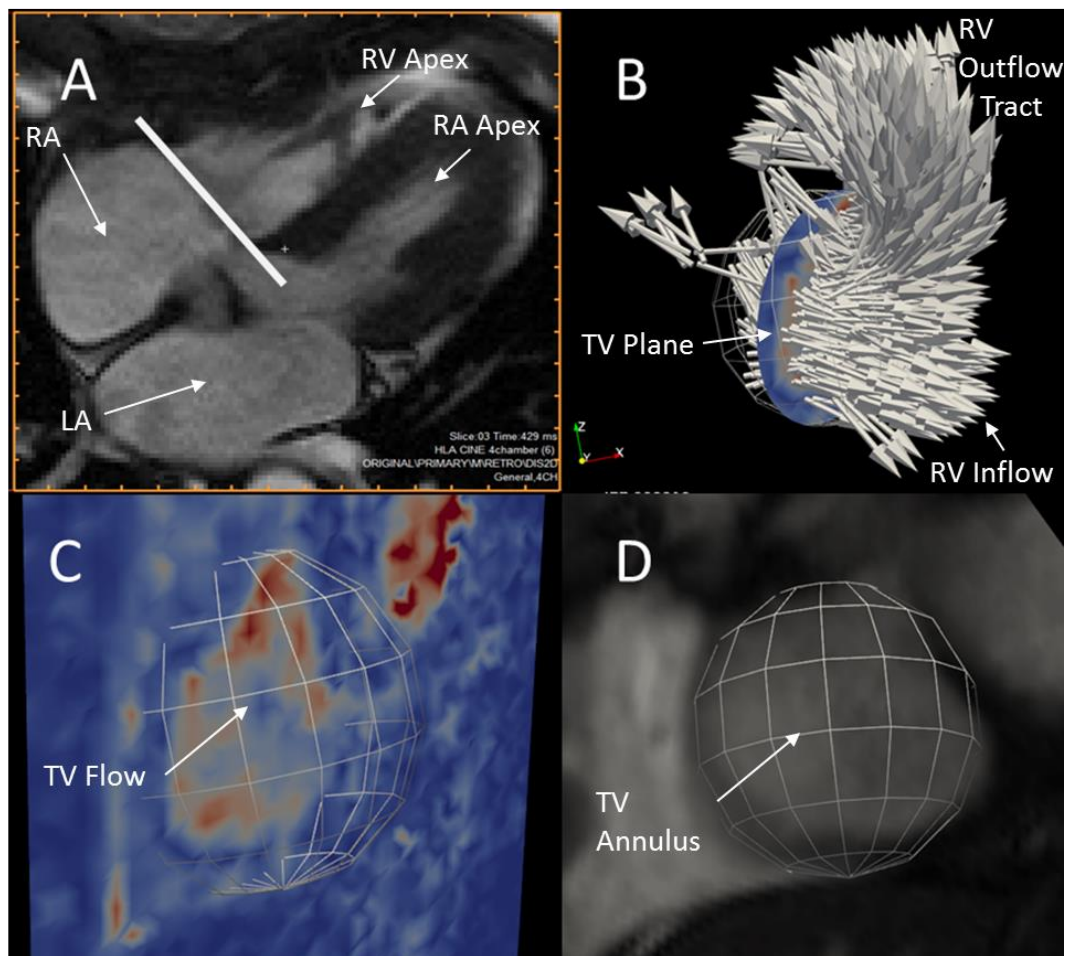 A
RV Apex
RA Apex
RA
LA
Slice:03 Time:429 ms
HLA CINE 4chamber (6)
ORIGINAL\PRIMARY\M\RETRO\DIS2D
General,4CH
B
RV
Outflow
Tract
TV Plane
Z
Y
X
RV Inflow
C
TV Flow
D
TV
Annulus